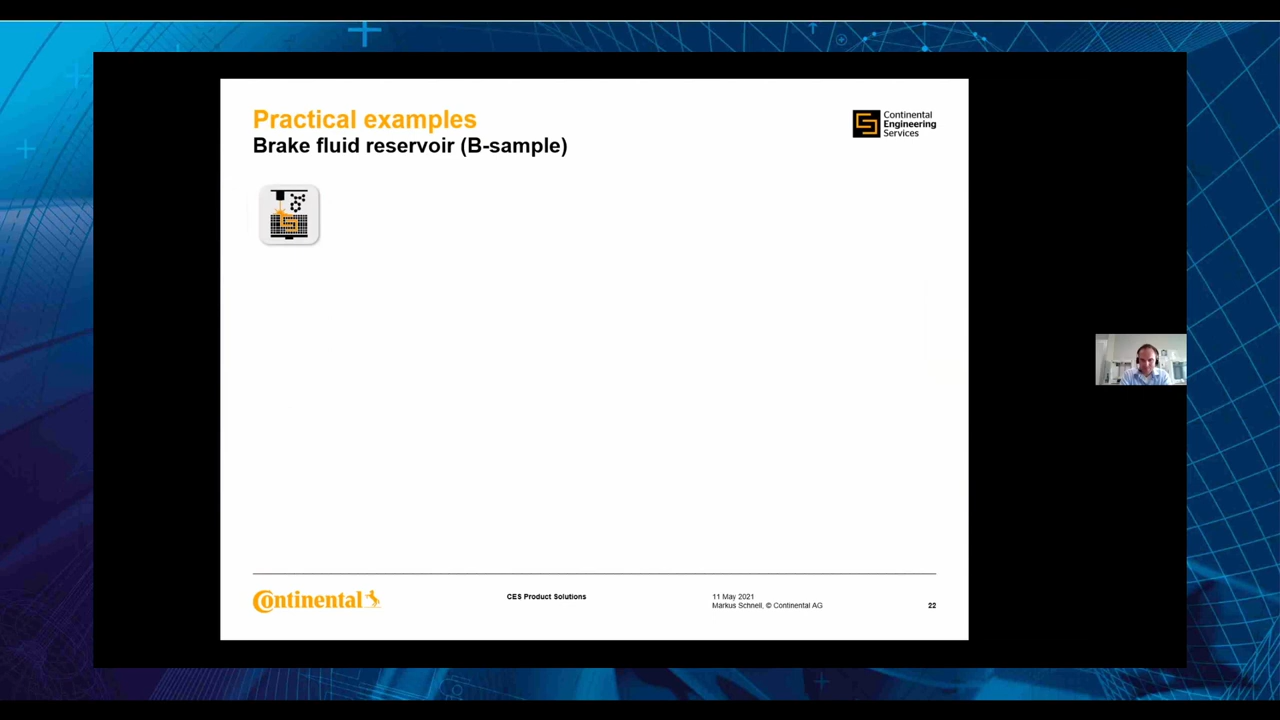 Practical examples
Brake fluid reservoir (B-sample)
Continental
Engineering
Services
Continental
CES Product Solutions
11 May 2021
Markus Schnell, © Continental AG
22